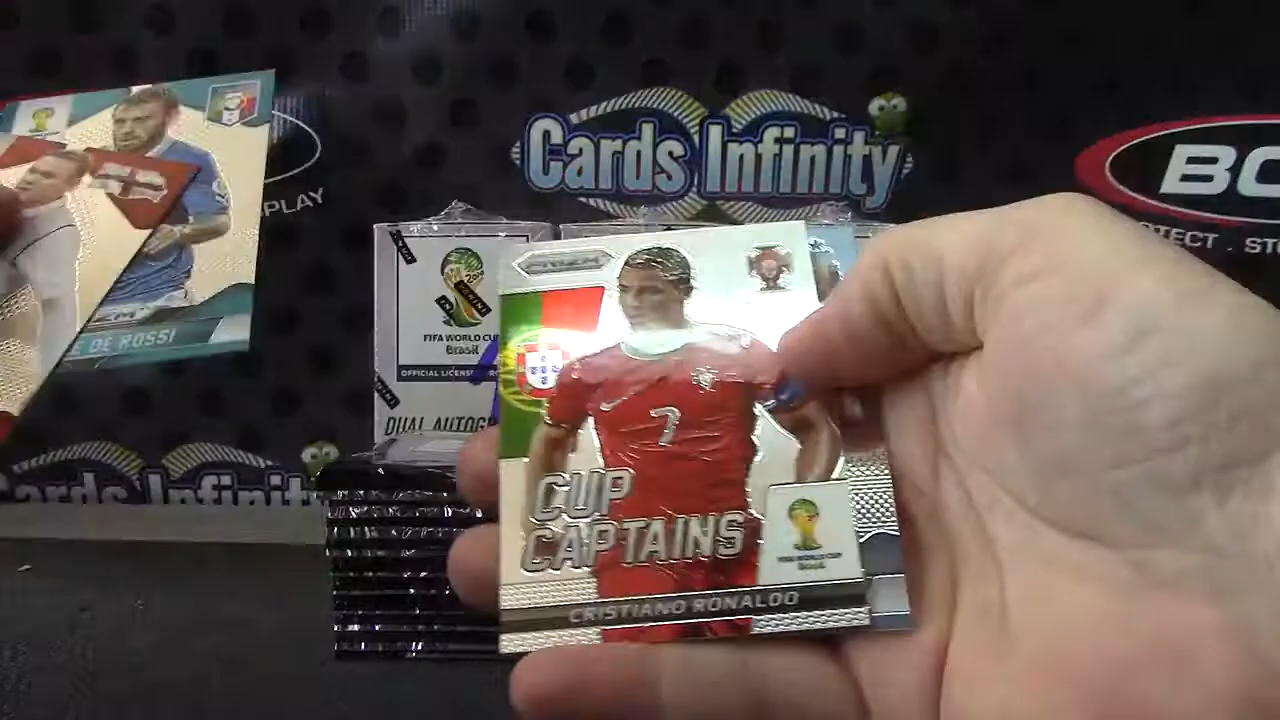 Cards Infinity
BC
PLAY
OTECT . ST
PRIZM
FIFA WORLD CUP
Brasil
OFFICIAL LICENS
DUAL AUTOG
E DE ROSSI
7
CUP
CAPTAINS
FIFA WORLD CUP
Brasil
CRISTIANO RONALDO
Cards Infinit